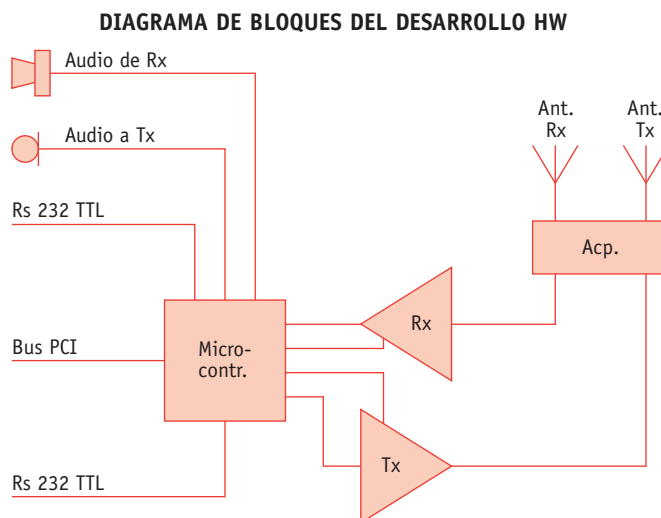 DIAGRAMA DE BLOQUES DEL DESARROLLO HW
Audio de Rx
Audio a Tx
Ant.
Rx
Ant.
Tx
Rs 232 TTL
Acp.
Rx
Bus PCI
Micro-
contr.
Tx
Rs 232 TTL